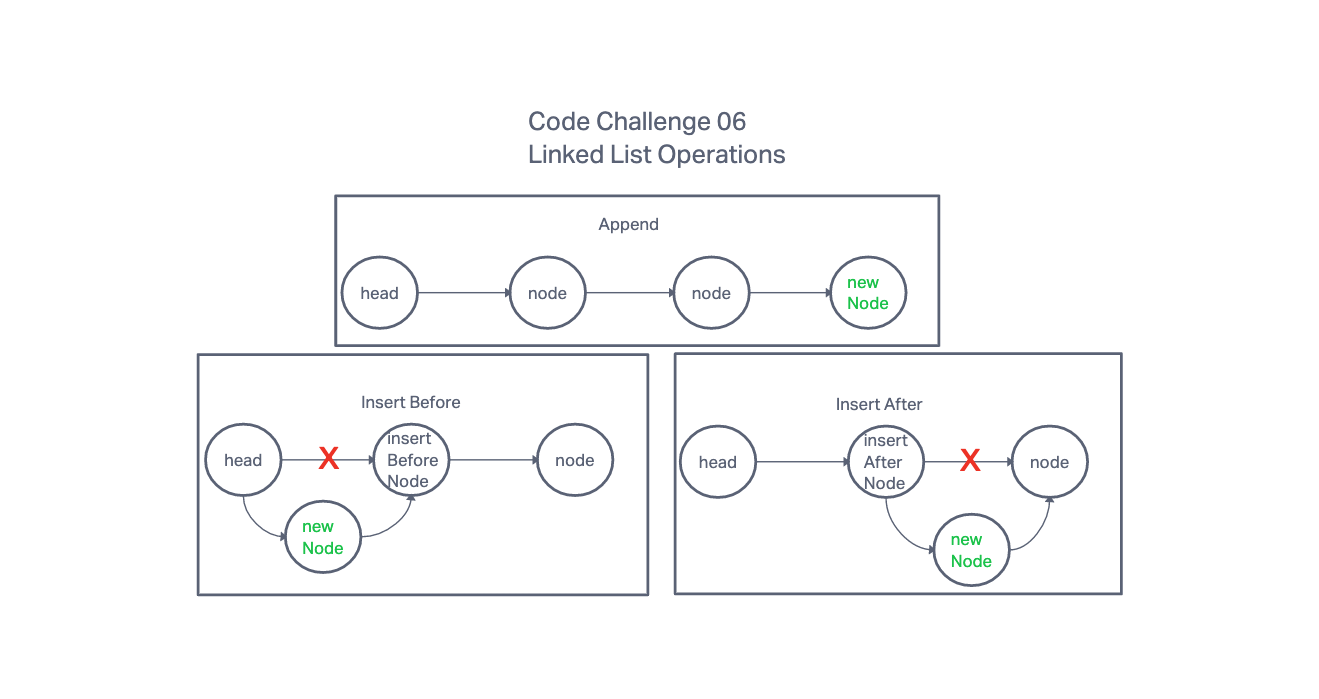 Code Challenge 06
Linked List Operations
Append
head
node
node
new
Node
Insert Before
head
X
insert
Before
Node
node
new
Node
Insert After
head
insert
After
Node
X
node
new
Node